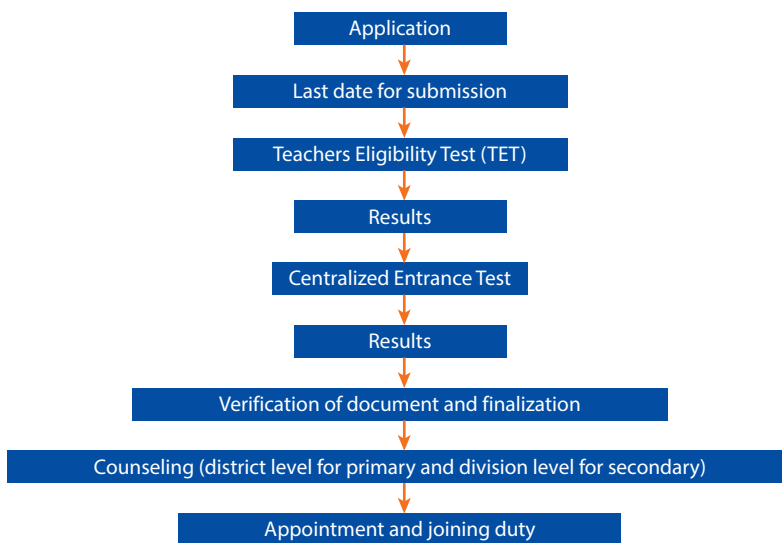 Application
Last date for submission
Teachers Eligibility Test (TET)
Results
Centralized Entrance Test
Results
Verification of document and finalization
Counseling (district level for primary and division level for secondary)
Appointment and joining duty